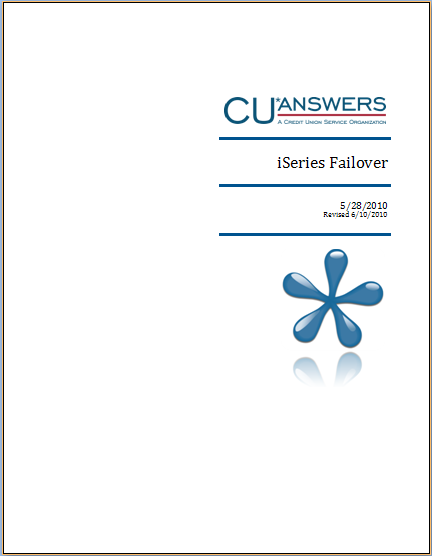 CU*ANSWERS
A CREDIT UNION SERVICE ORGANIZATION
iSeries Failover
5/28/2010
Revised 6/10/2010